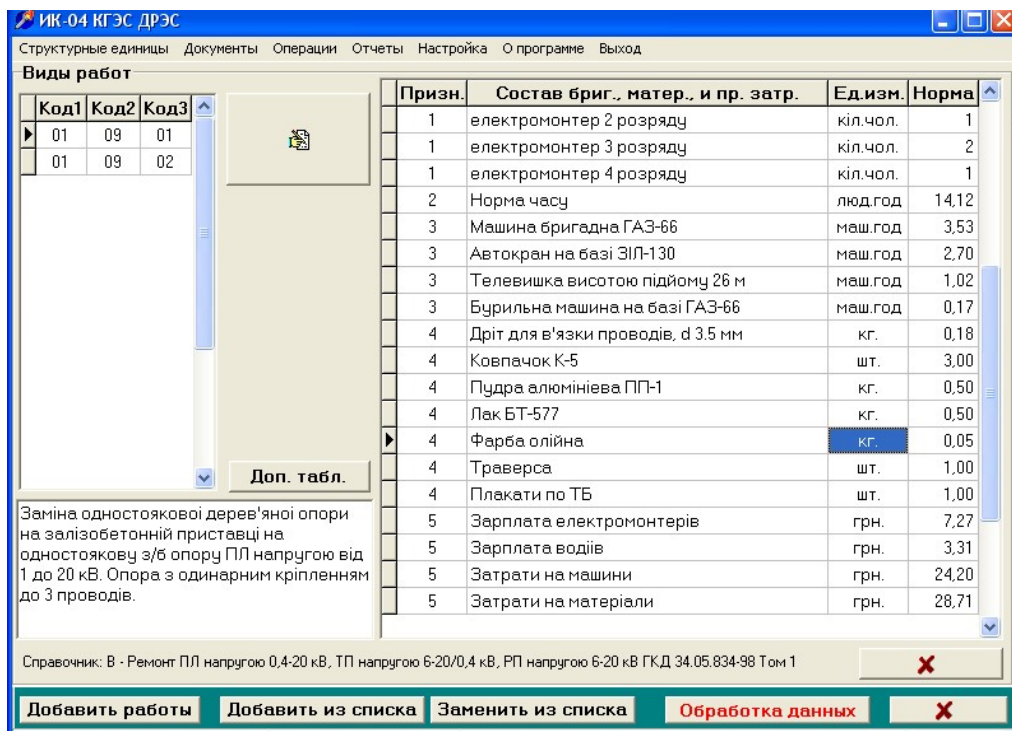 ИК-04 КГЭС ДРЭС
Структурные единицы Документы Операции Отчеты Настройка О программе Выход
Виды работ
Код1 Код2 Код3
01 09 01
01 09 02
Доп. табл.
Заміна одностоякової дерев'яної опори
на залізобетонній приставці на
одностоякову з/б опору ПЛ напругою від
1 до 20 кВ. Опора з одинарним кріпленням
до 3 проводів.
Призн. Состав бриг., матер., и пр. затр. Ед.изм. Норма
1 електромонтер 2 розряду кіл.чол. 1
1 електромонтер 3 розряду кіл.чол. 2
1 електромонтер 4 розряду кіл.чол. 1
2 Норма часу люд.год 14,12
3 Машина бригадна ГАЗ-66 маш.год 3,53
3 Автокран на базі ЗІЛ-130 маш.год 2,70
3 Телевишка висотою підйому 26 м маш.год 1,02
3 Бурильна машина на базі ГАЗ-66 маш.год 0,17
4 Дріт для в'язки проводів, d 3.5 мм кг. 0,18
4 Ковпачок К-5 шт. 3,00
4 Пудра алюмініева ПП-1 кг. 0,50
4 Лак БТ-577 кг. 0,50
4 Фарба олійна кг. 0,05
4 Траверса шт. 1,00
4 Плакати по ТБ шт. 1,00
5 Зарплата електромонтерів грн. 7,27
5 Зарплата водіїв грн. 3,31
5 Затрати на машини грн. 24,20
5 Затрати на матеріали грн. 28,71
Справочник: В - Ремонт ПЛ напругою 0,4-20 кВ, ТП напругою 6-20/0,4 кВ, РП напругою 6-20 кВ ГКД 34.05.834-98 Том 1
Добавить работы Добавить из списка Заменить из списка Обработка данных